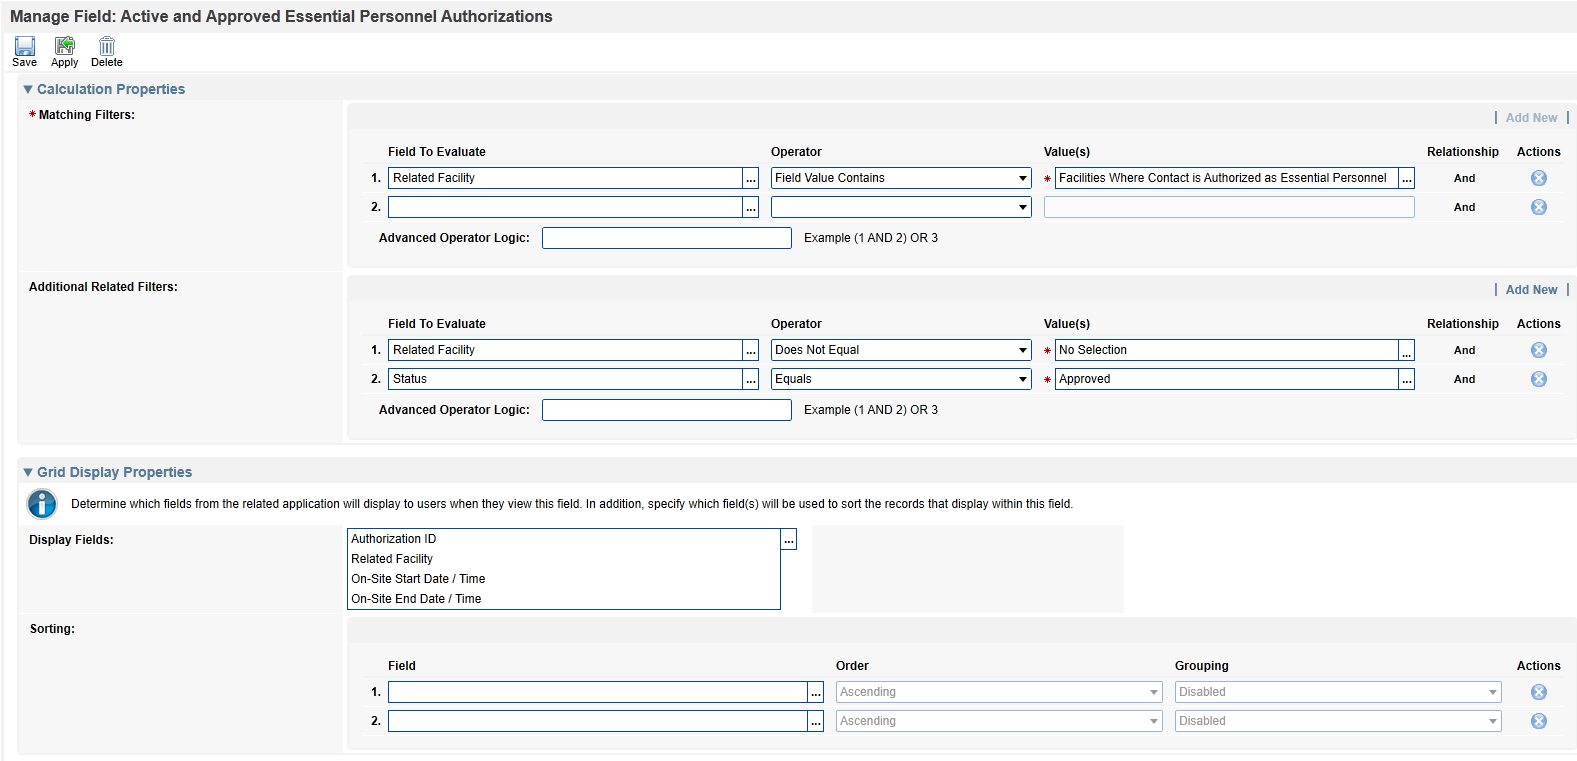 Manage Field: Active and Approved Essential Personnel Authorizations
Save Apply Delete
Calculation Properties
* Matching Filters:
Add New
Field To Evaluate Operator Value(s) Relationship Actions
1. Related Facility ... Field Value Contains * Facilities Where Contact is Authorized as Essential Personnel ... And
2. ... And
Advanced Operator Logic: Example (1 AND 2) OR 3
Additional Related Filters:
Add New
Field To Evaluate Operator Value(s) Relationship Actions
1. Related Facility ... Does Not Equal * No Selection ... And
2. Status ... Equals * Approved ... And
Advanced Operator Logic: Example (1 AND 2) OR 3
Grid Display Properties
Determine which fields from the related application will display to users when they view this field. In addition, specify which field(s) will be used to sort the records that display within this field.
Display Fields:
Authorization ID ...
Related Facility
On-Site Start Date / Time
On-Site End Date / Time
Sorting:
Field Order Grouping Actions
1. ... Ascending Disabled
2. ... Ascending Disabled